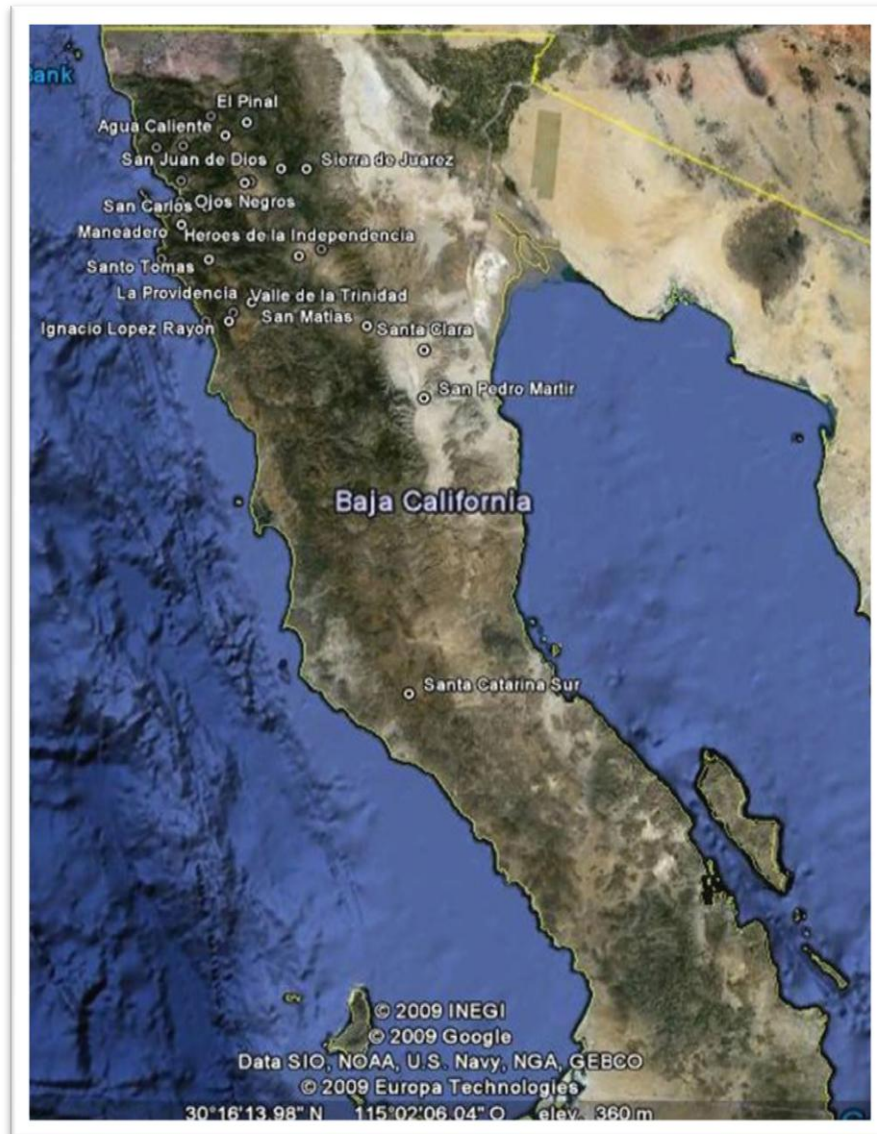 Bank
El Pinal
Agua Caliente
San Juan de Dios
Sierra de Juarez
San Carlos
Ojos Negros
Maneadero
Heroes de la Independencia
Santo Tomas
La Providencia
Valle de la Trinidad
San Matias
Ignacio Lopez Rayon
Santa Clara
San Pedro Martir
Baja California
Santa Catarina Sur
© 2009 INEGI
© 2009 Google
Data SIO, NOAA, U.S. Navy, NGA, GEBCO
© 2009 Europa Technologies
30°16'13.98" N 115°02'06.04" O elev. 360 m